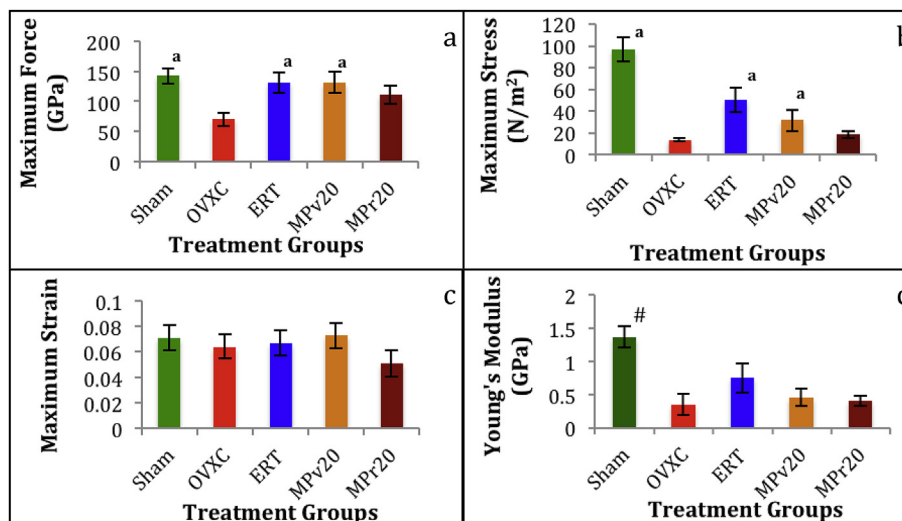 a
Maximum Force
(GPa)
200
150
100
50
0
a
a
a
Sham
OVXC
ERT
MPv20
MPr20
Treatment Groups
b
Maximum Stress
(N/m²)
120
100
80
60
40
20
0
a
a
a
Sham
OVXC
ERT
MPv20
MPr20
Treatment Groups
c
Maximum Strain
0.1
0.08
0.06
0.04
0.02
0
Sham
OVXC
ERT
MPv20
MPr20
Treatment Groups
Young's Modulus
(GPa)
2
1.5
1
0.5
0
#
Sham
OVXC
ERT
MPv20
MPr20
Treatment Groups